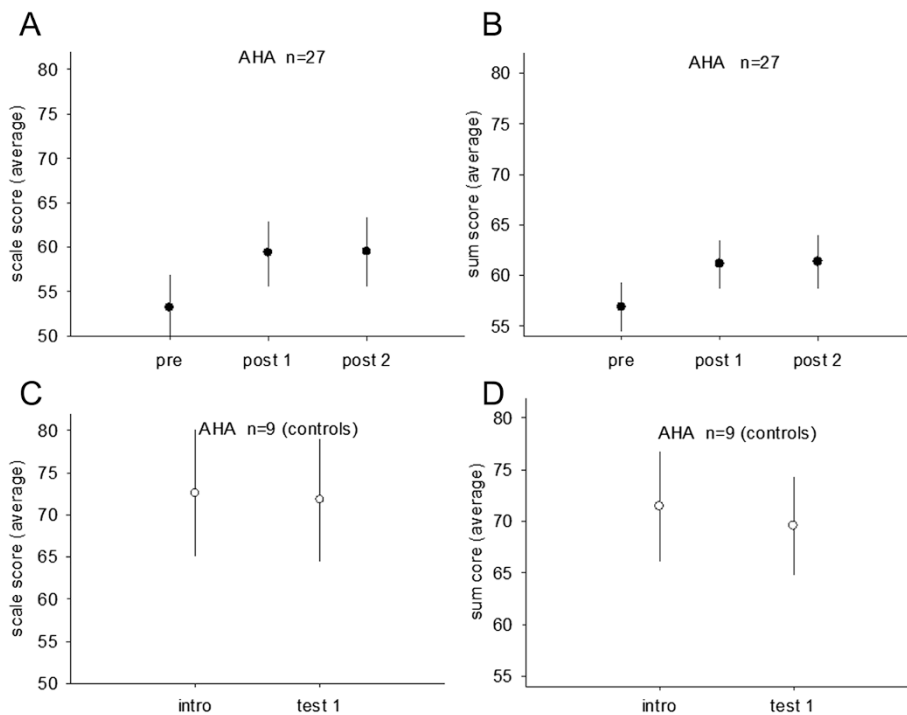 A
AHA n=27
scale score (average)
80
75
70
65
60
55
50
pre post 1 post 2
B
AHA n=27
sum score (average)
80
75
70
65
60
55
pre post 1 post 2
C
AHA n=9 (controls)
scale score (average)
80
75
70
65
60
55
50
intro test 1
D
AHA n=9 (controls)
sum core (average)
80
75
70
65
60
55
intro test 1